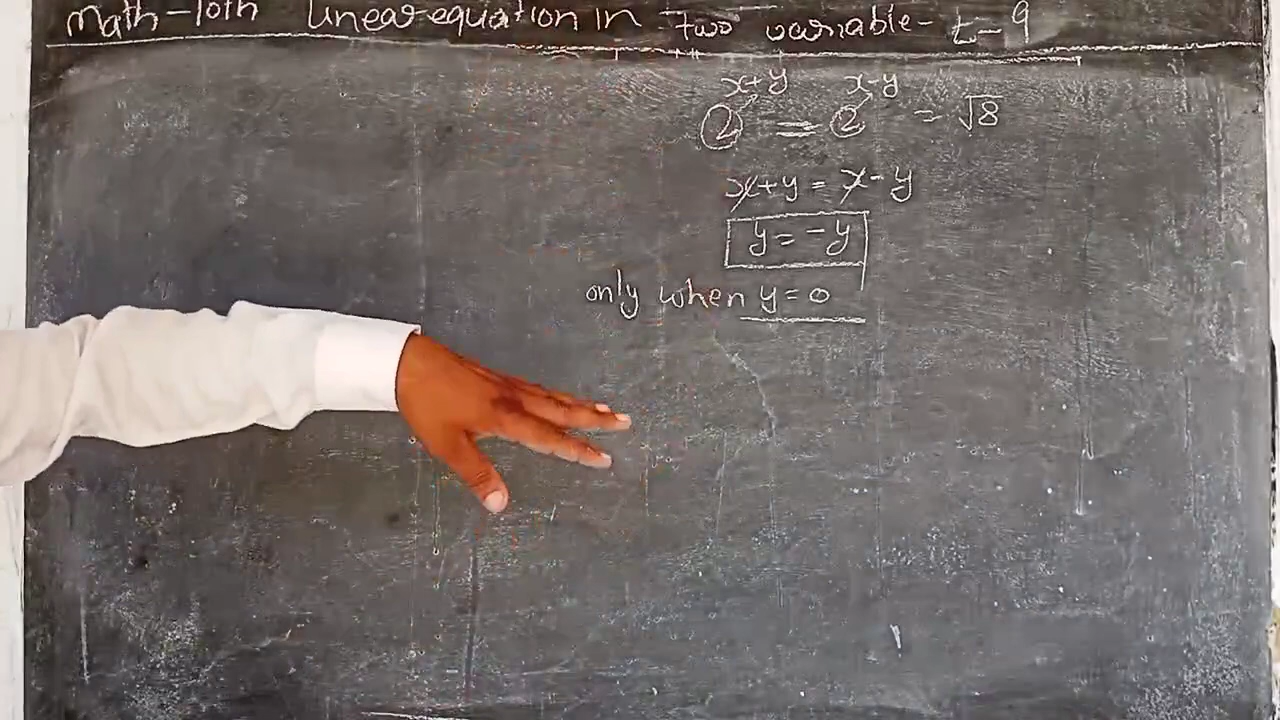 math-10th Linear equation in two variable- L-9
2^(x+y) = 2^(x-y) = √8
x+y = x-y
y = -y
only when y = 0